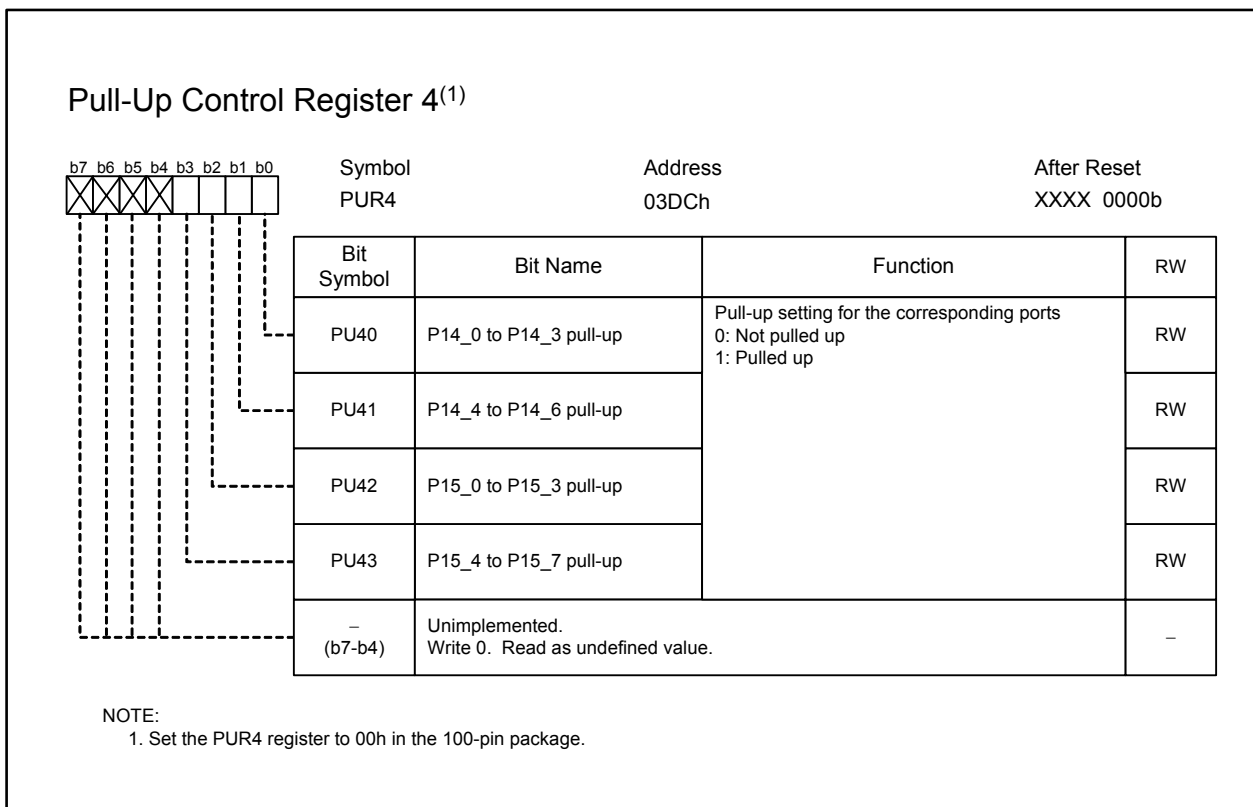 Pull-Up Control Register 4(1)
b7 b6 b5 b4 b3 b2 b1 b0
Symbol Address After Reset
PUR4 03DCh XXXX 0000b
Bit Symbol Bit Name Function RW
PU40 P14_0 to P14_3 pull-up Pull-up setting for the corresponding ports RW
0: Not pulled up
1: Pulled up
PU41 P14_4 to P14_6 pull-up RW
PU42 P15_0 to P15_3 pull-up RW
PU43 P15_4 to P15_7 pull-up RW
– (b7-b4) Unimplemented. –
Write 0. Read as undefined value.
NOTE:
1. Set the PUR4 register to 00h in the 100-pin package.